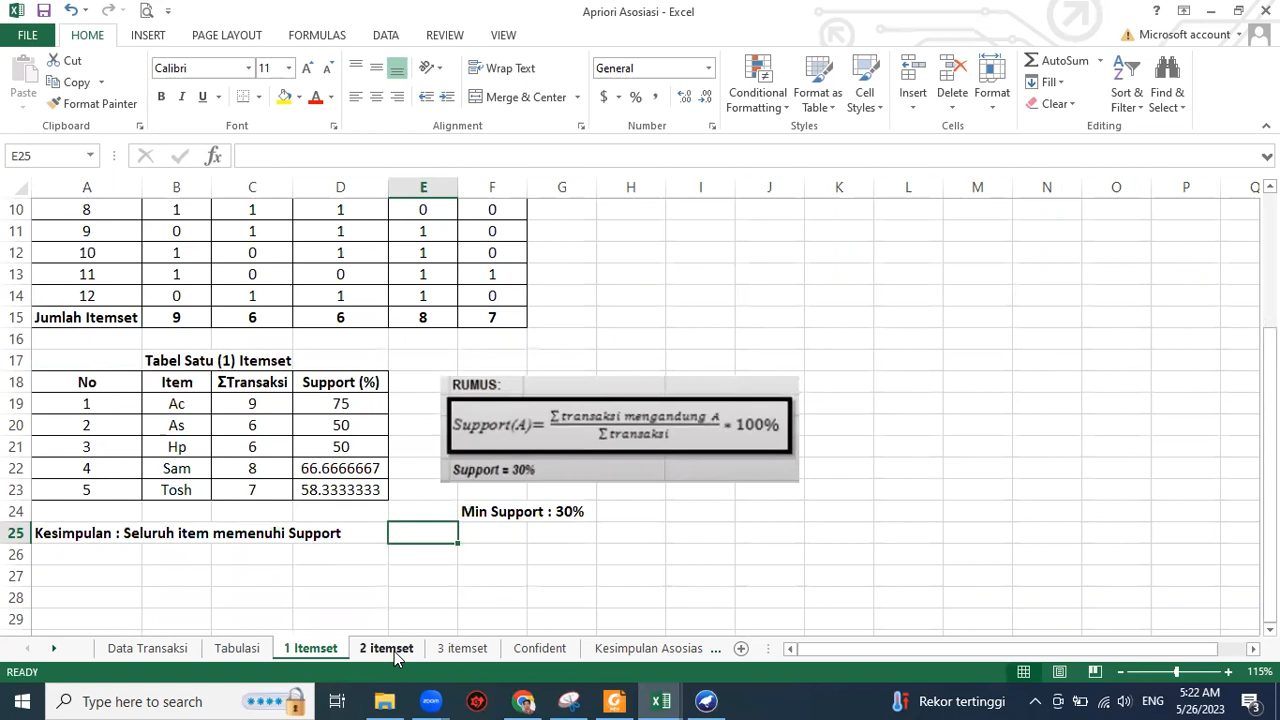 Apriori Asosiasi - Excel
FILE HOME INSERT PAGE LAYOUT FORMULAS DATA REVIEW VIEW Microsoft account
Paste Cut Copy Format Painter
Calibri 11
B I U A
Wrap Text
Merge & Center
General
$ % ,
Conditional Formatting
Format as Table
Cell Styles
Insert Delete Format
AutoSum
Fill
Clear
Sort & Filter
Find & Select
Clipboard Font Alignment Number Styles Cells Editing
E25 fx
A B C D E F G H I J K L M N O P Q
10 8 1 1 1 0 0
11 9 0 1 1 1 0
12 10 1 0 1 1 0
13 11 1 0 0 1 1
14 12 0 1 1 1 0
15 Jumlah Itemset 9 6 6 8 7
16
17 Tabel Satu (1) Itemset
18 No Item ΣTransaksi Support (%)
19 1 Ac 9 75
20 2 As 6 50
21 3 Hp 6 50
22 4 Sam 8 66.6666667
23 5 Tosh 7 58.3333333
RUMUS:
Support(A)= Σtransaksi mengandung A / Σtransaksi * 100%
Support = 30%
24 Min Support : 30%
25 Kesimpulan : Seluruh item memenuhi Support
26
27
28
29
Data Transaksi Tabulasi 1 Itemset 2 itemset 3 itemset Confident Kesimpulan Asosias ...
READY 115%
Type here to search Rekor tertinggi ENG 5:22 AM
5/26/2023 3